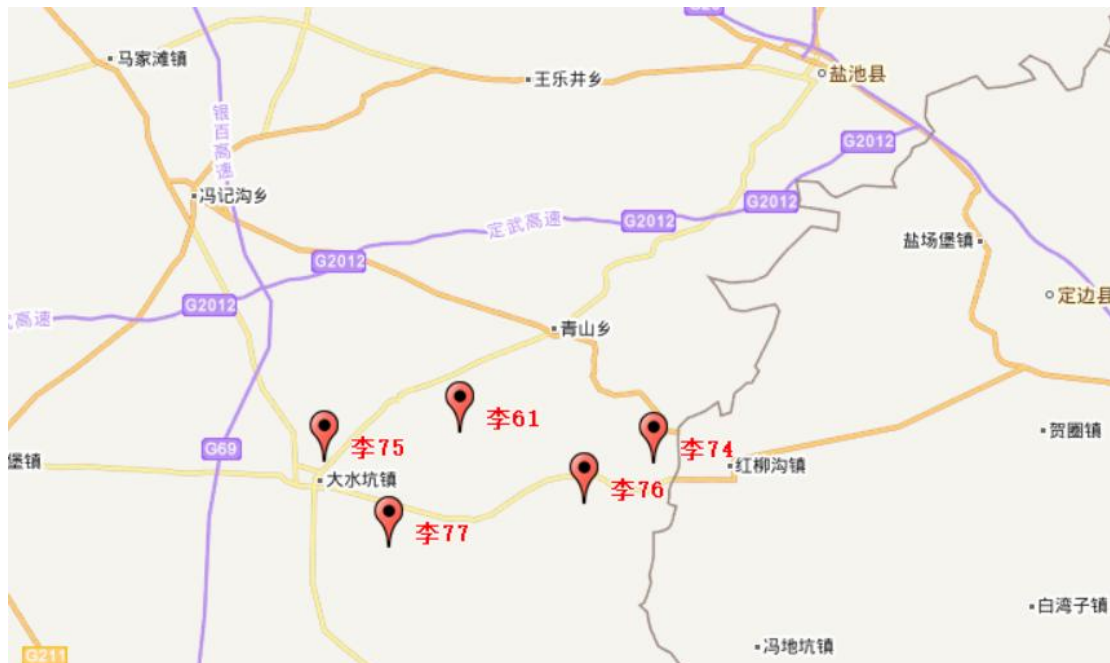 马家滩镇
王乐井乡
盐池县
银百高速
G2012
冯记沟乡
G2012
定武高速
G2012
盐场堡镇
G2012
定边县
G2012
武高速
青山乡
李61
李75
李74
贺圈镇
G69
堡镇
红柳沟镇
大水坑镇
李76
李77
白湾子镇
冯地坑镇
G211